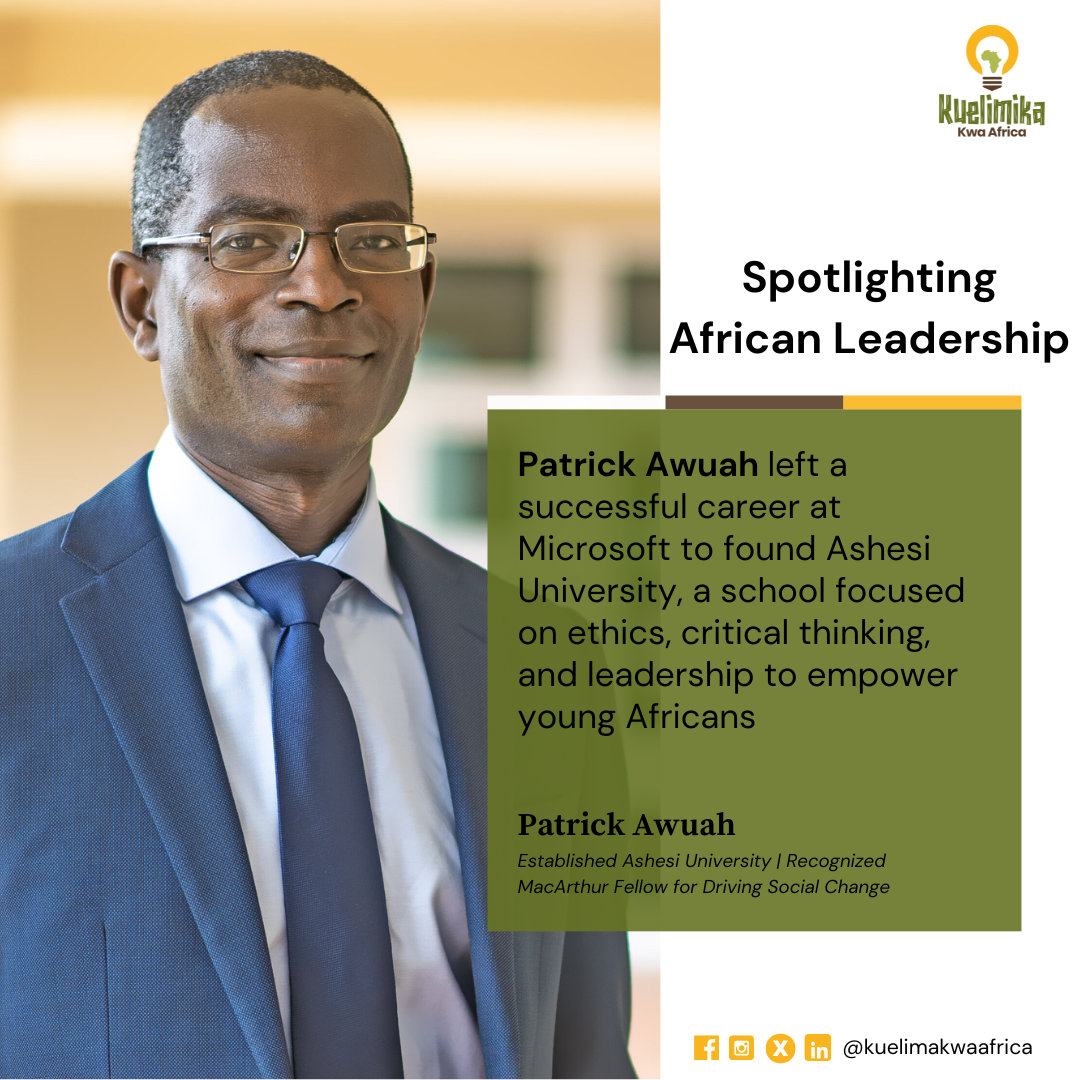 Kuelimika
Kwa Africa
Spotlighting
African Leadership
Patrick Awuah left a
successful career at
Microsoft to found Ashesi
University, a school focused
on ethics, critical thinking,
and leadership to empower
young Africans
Patrick Awuah
Established Ashesi University | Recognized
MacArthur Fellow for Driving Social Change
@kuelimakwaafrica